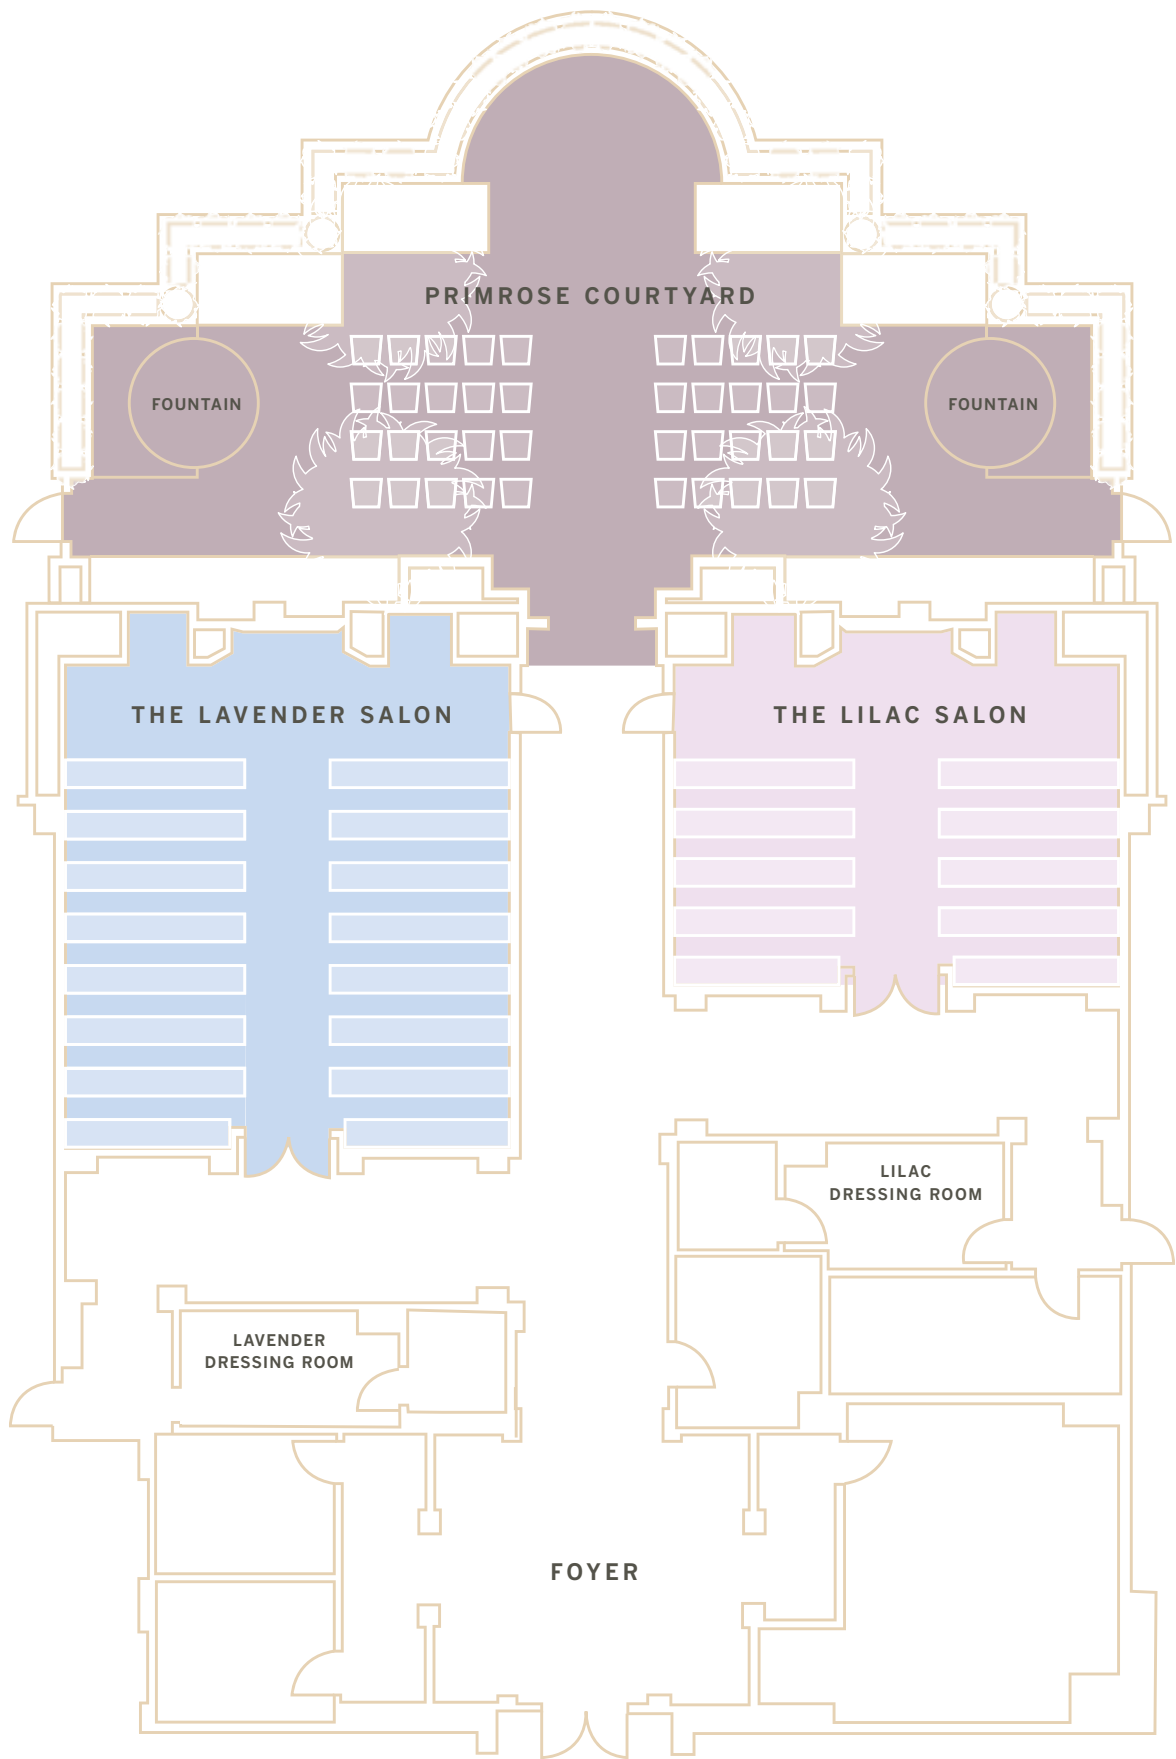 PRIMROSE COURTYARD
FOUNTAIN
FOUNTAIN
THE LAVENDER SALON
THE LILAC SALON
LILAC
DRESSING ROOM
LAVENDER
DRESSING ROOM
FOYER